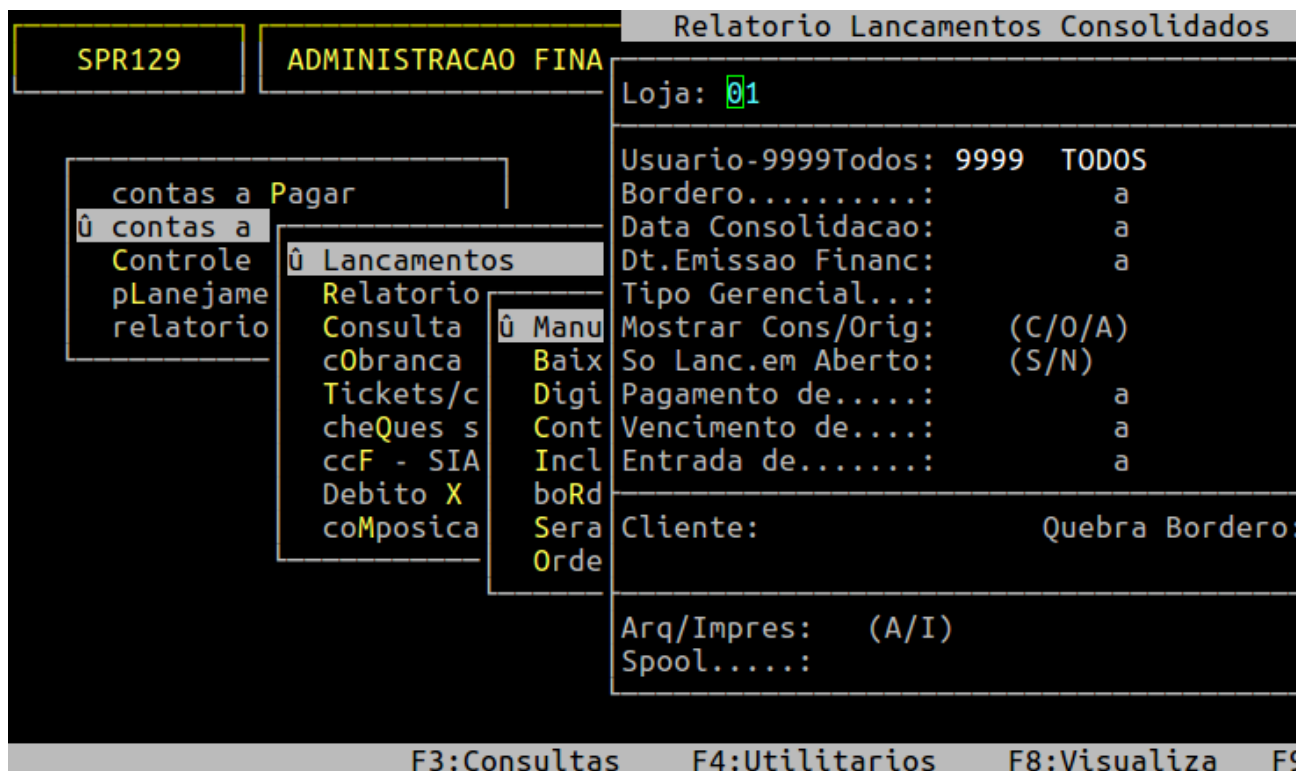 Relatorio Lancamentos Consolidados
SPR129
ADMINISTRACAO FINA
Loja: 01
contas a Pagar
û contas a
Controle
pLanejame
relatorio
û Lancamentos
Relatorio
Consulta
cObranca
Tickets/c
cheQues s
ccF - SIA
Debito X
coMposica
û Manu
Baix
Digi
Cont
Incl
boRd
Sera
Orde
Usuario-9999Todos: 9999 TODOS
Bordero..........: a
Data Consolidacao: a
Dt.Emissao Financ: a
Tipo Gerencial...:
Mostrar Cons/Orig: (C/O/A)
So Lanc.em Aberto: (S/N)
Pagamento de.....: a
Vencimento de....: a
Entrada de.......: a
Cliente: Quebra Bordero:
Arq/Impres: (A/I)
Spool.....:
F3:Consultas F4:Utilitarios F8:Visualiza F9